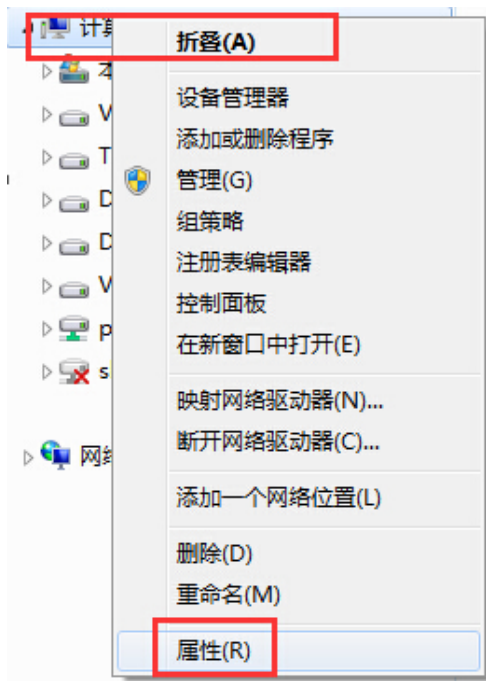 计算
折叠(A)
本
V
设备管理器
添加或删除程序
T
管理(G)
D
组策略
D
注册表编辑器
V
控制面板
p
在新窗口中打开(E)
s
映射网络驱动器(N)...
断开网络驱动器(C)...
网络
添加一个网络位置(L)
删除(D)
重命名(M)
属性(R)